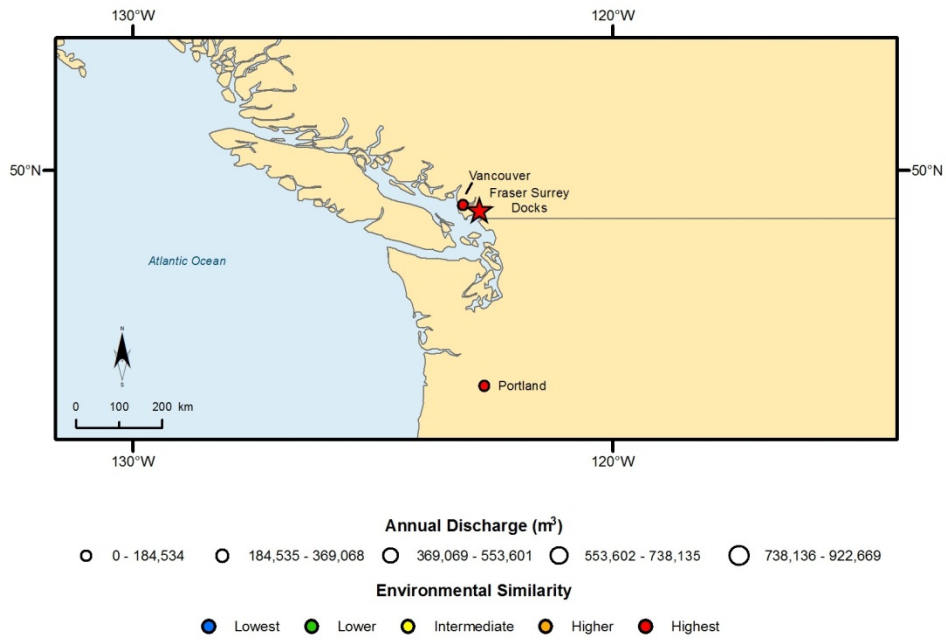 130°W 120°W
50°N 50°N
Vancouver
Fraser Surrey
Docks
Atlantic Ocean
N
S
Portland
0 100 200 km
130°W 120°W
Annual Discharge (m³)
0 - 184,534 184,535 - 369,068 369,069 - 553,601 553,602 - 738,135 738,136 - 922,669
Environmental Similarity
Lowest Lower Intermediate Higher Highest